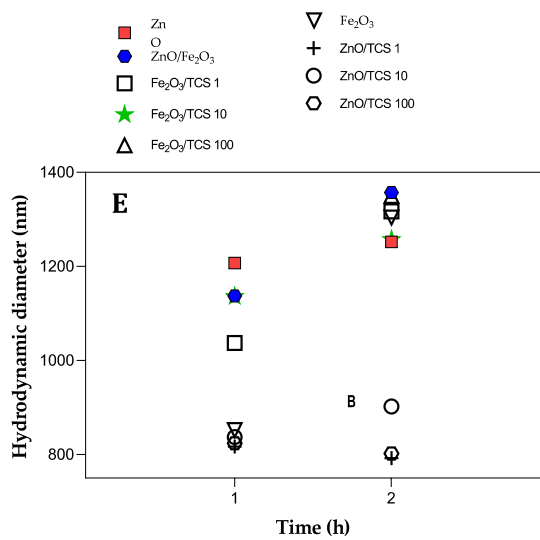 Zn
O
ZnO/Fe₂O₃
Fe₂O₃/TCS 1
Fe₂O₃/TCS 10
Fe₂O₃/TCS 100
Fe₂O₃
ZnO/TCS 1
ZnO/TCS 10
ZnO/TCS 100
Hydrodynamic diameter (nm)
1400
1200
1000
800
E
B
1
2
Time (h)